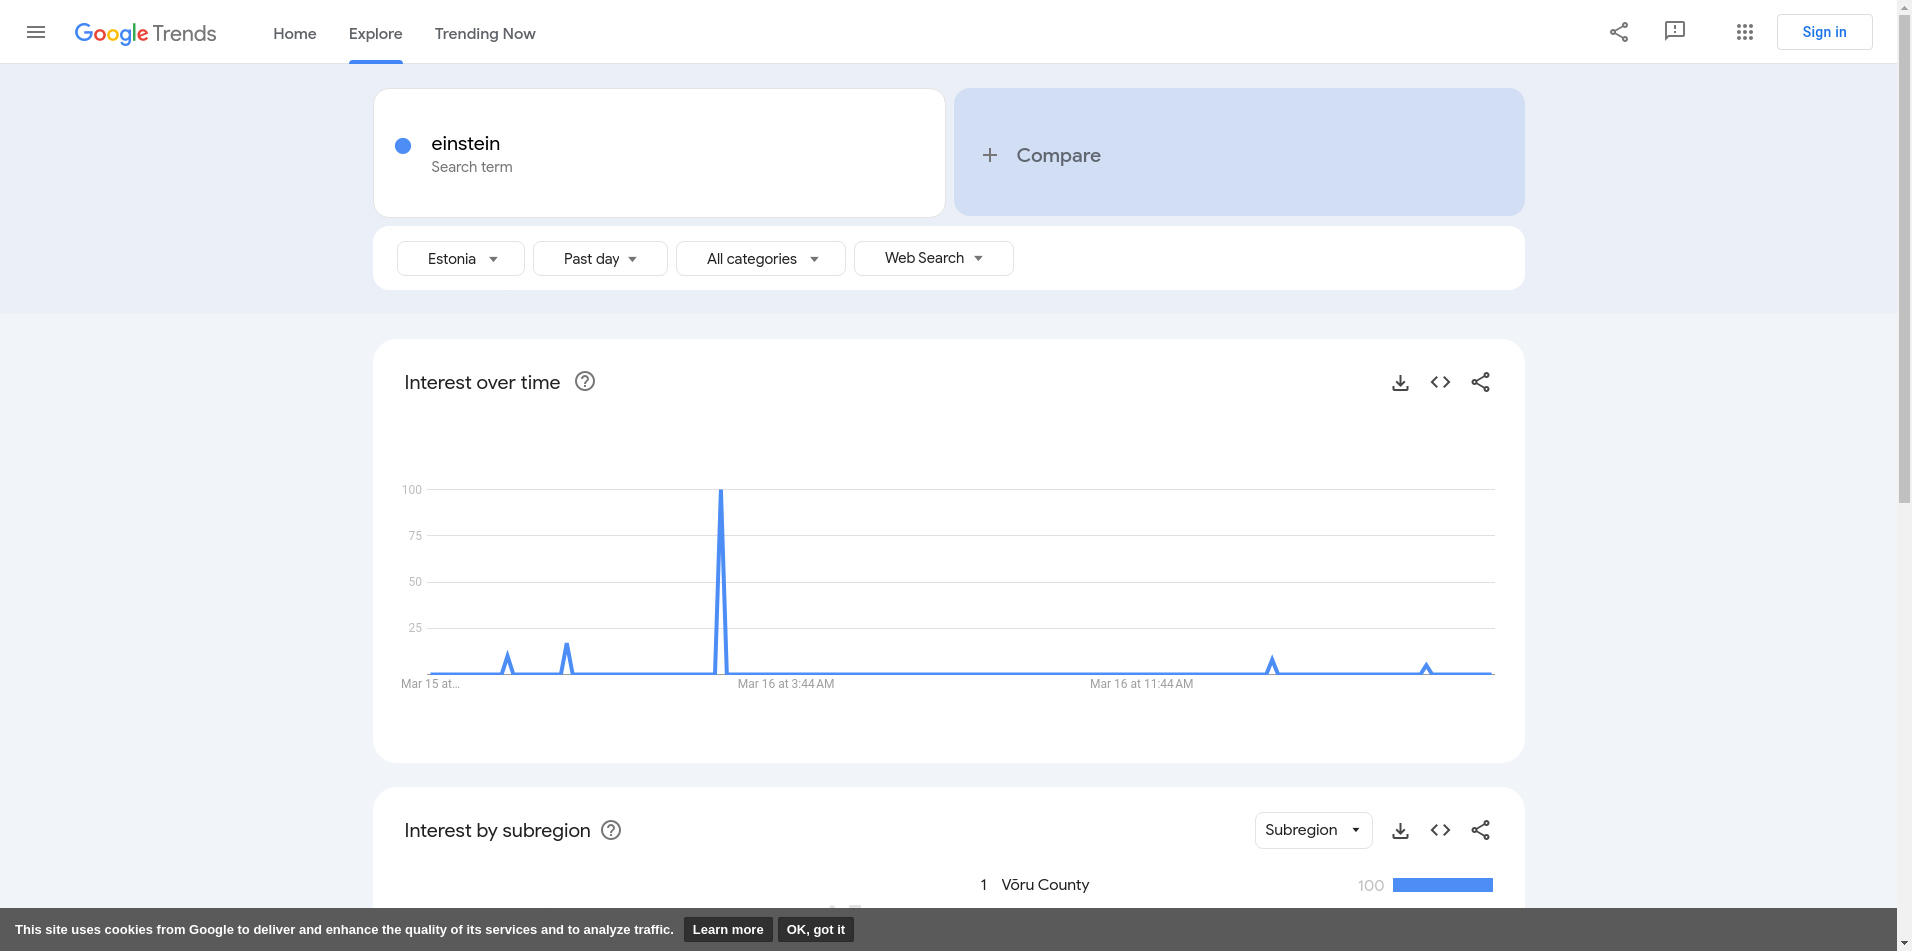 Google Trends
Home
Explore
Trending Now
Sign in
einstein
Search term
+ Compare
Estonia
Past day
All categories
Web Search
Interest over time
100
75
50
25
Mar 15 at...
Mar 16 at 3:44 AM
Mar 16 at 11:44 AM
Interest by subregion
Subregion
1 Võru County 100
This site uses cookies from Google to deliver and enhance the quality of its services and to analyze traffic. Learn more OK, got it